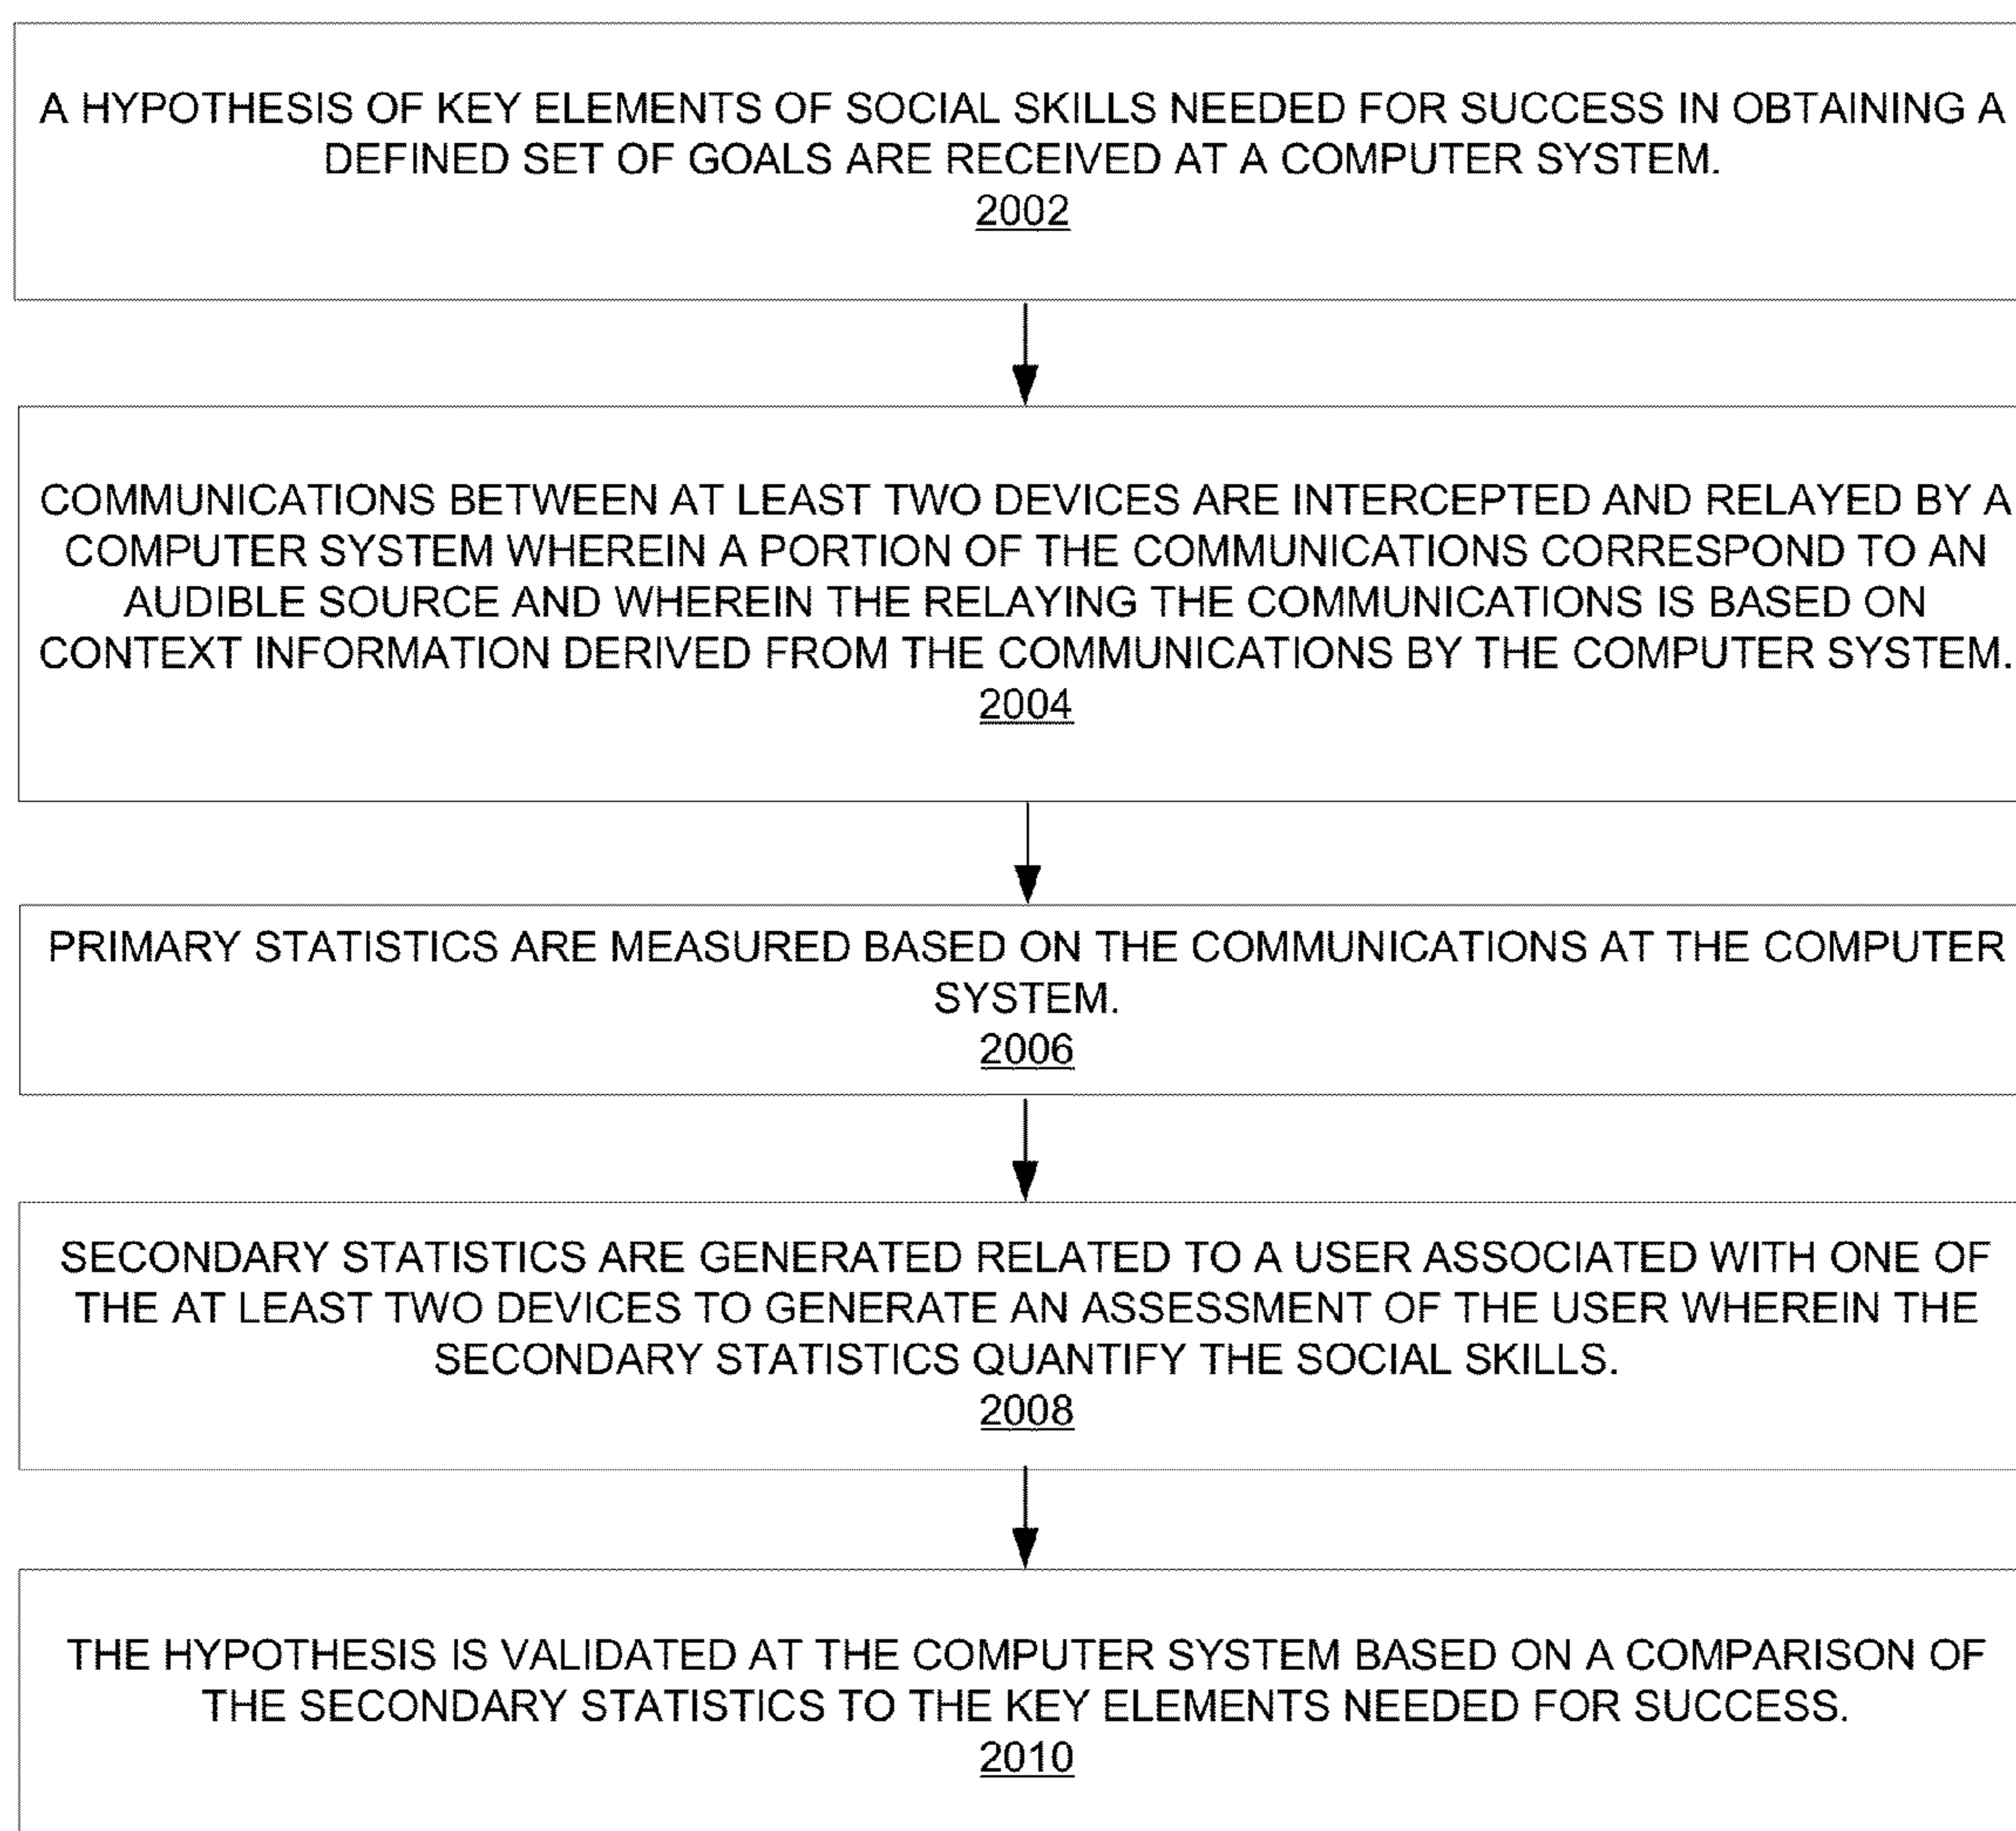 A HYPOTHESIS OF KEY ELEMENTS OF SOCIAL SKILLS NEEDED FOR SUCCESS IN OBTAINING A
DEFINED SET OF GOALS ARE RECEIVED AT A COMPUTER SYSTEM.
2002
COMMUNICATIONS BETWEEN AT LEAST TWO DEVICES ARE INTERCEPTED AND RELAYED BY A
COMPUTER SYSTEM WHEREIN A PORTION OF THE COMMUNICATIONS CORRESPOND TO AN
AUDIBLE SOURCE AND WHEREIN THE RELAYING THE COMMUNICATIONS IS BASED ON
CONTEXT INFORMATION DERIVED FROM THE COMMUNICATIONS BY THE COMPUTER SYSTEM.
2004
PRIMARY STATISTICS ARE MEASURED BASED ON THE COMMUNICATIONS AT THE COMPUTER
SYSTEM.
2006
SECONDARY STATISTICS ARE GENERATED RELATED TO A USER ASSOCIATED WITH ONE OF
THE AT LEAST TWO DEVICES TO GENERATE AN ASSESSMENT OF THE USER WHEREIN THE
SECONDARY STATISTICS QUANTIFY THE SOCIAL SKILLS.
2008
THE HYPOTHESIS IS VALIDATED AT THE COMPUTER SYSTEM BASED ON A COMPARISON OF
THE SECONDARY STATISTICS TO THE KEY ELEMENTS NEEDED FOR SUCCESS.
2010